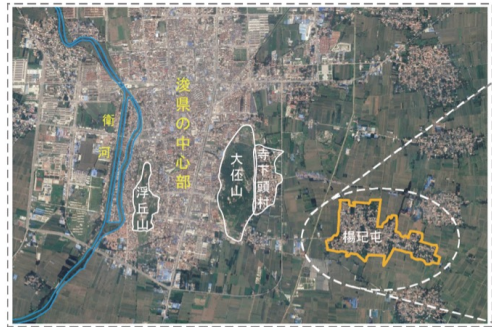 浚県の中心部
衛河
浮丘山
大伾山
寺下頭村
楊玘屯